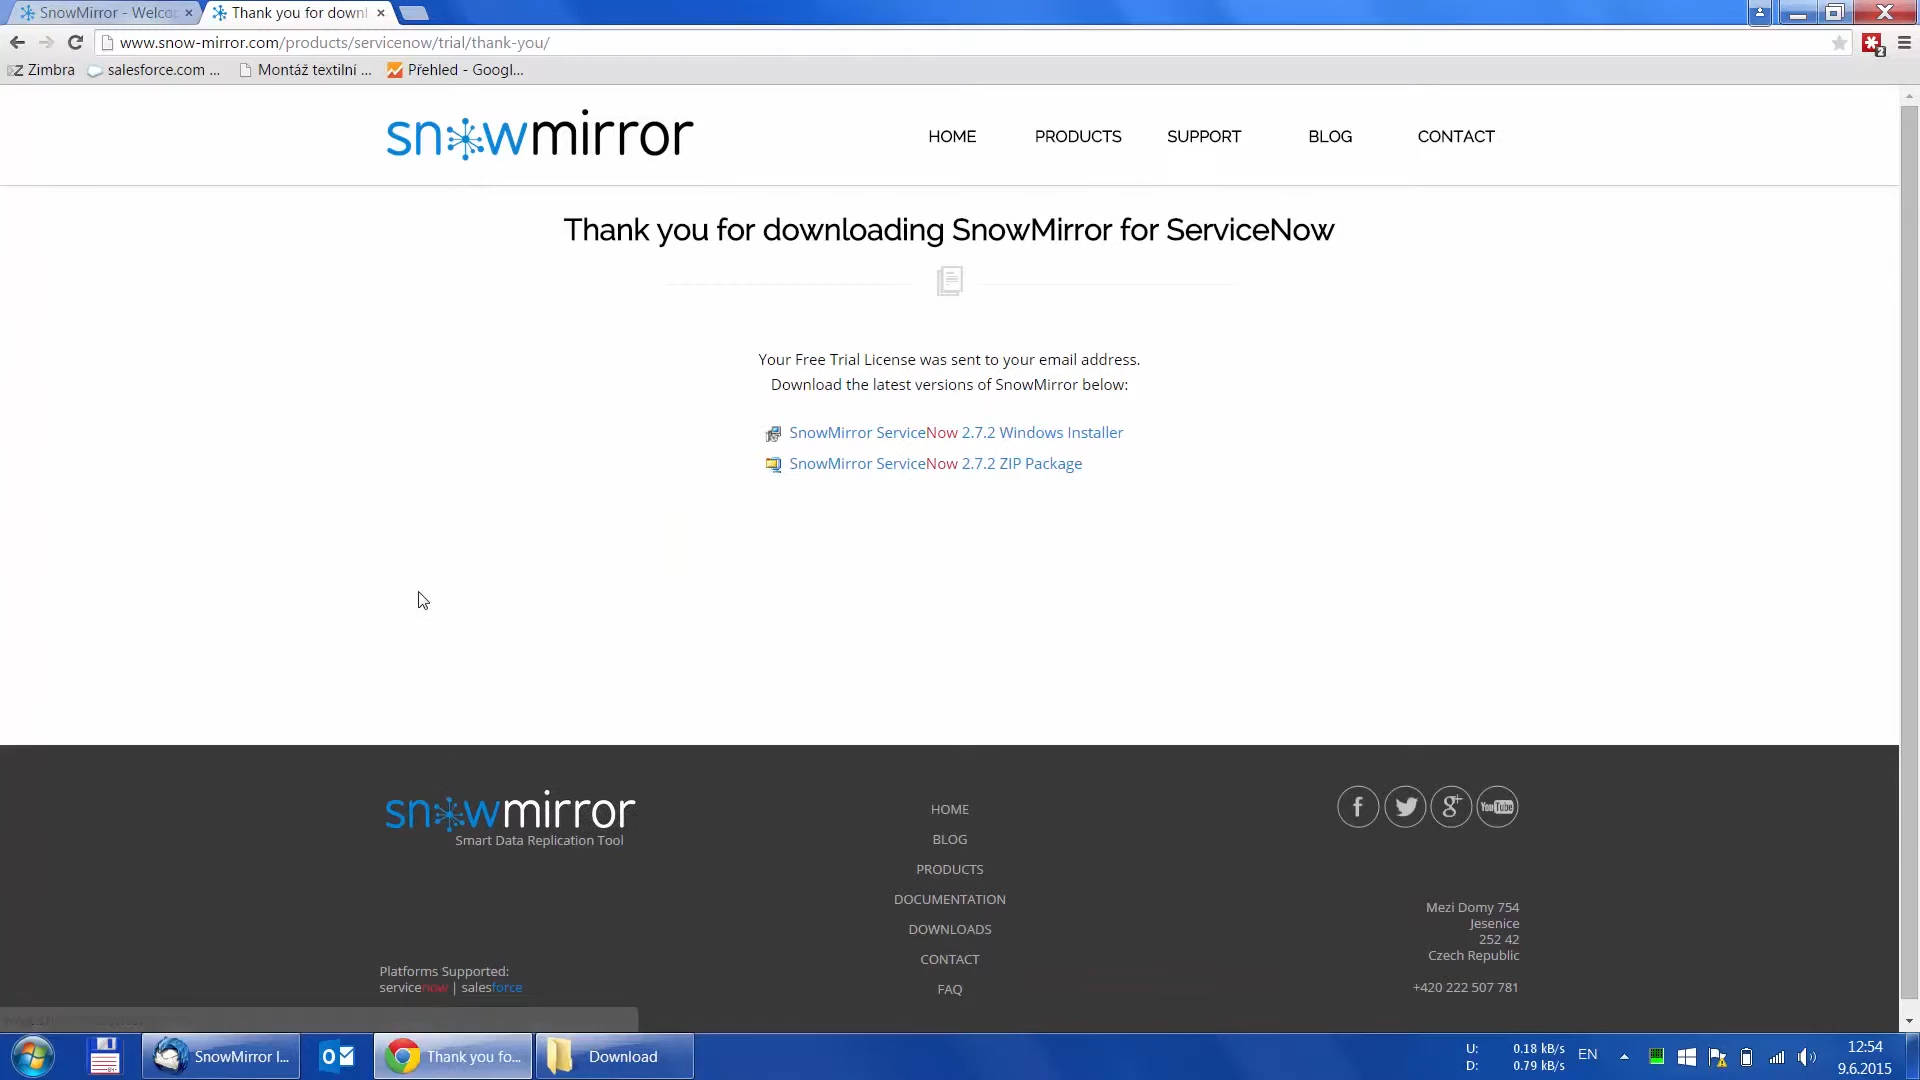 SnowMirror - Welco
Thank you for downl
www.snow-mirror.com/products/servicenow/trial/thank-you/
2
Zimbra
salesforce.com ...
Montáž textilní ...
Přehled - Googl...
snowmirror
HOME
PRODUCTS
SUPPORT
BLOG
CONTACT
Thank you for downloading SnowMirror for ServiceNow
Your Free Trial License was sent to your email address.
Download the latest versions of SnowMirror below:
SnowMirror ServiceNow 2.7.2 Windows Installer
SnowMirror ServiceNow 2.7.2 ZIP Package
snowmirror
Smart Data Replication Tool
Platforms Supported:
servicenow | salesforce
HOME
BLOG
PRODUCTS
DOCUMENTATION
DOWNLOADS
CONTACT
FAQ
You Tube
Mezi Domy 754
Jesenice
252 42
Czech Republic
+420 222 507 781
SnowMirror I...
Thank you fo...
Download
U: 0.18 kB/s
D: 0.79 kB/s
EN
12:54
9.6.2015